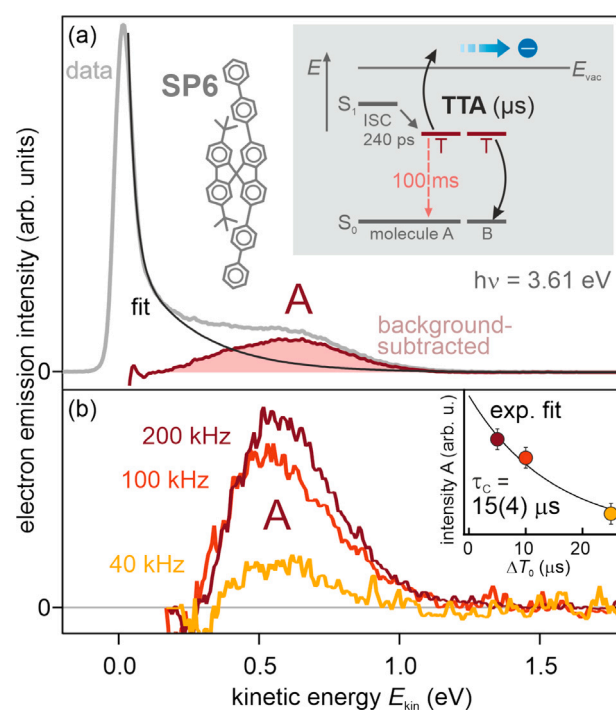 (a)
data
SP6
E
E_vac
S_1
ISC
240 ps
TTA (µs)
T T
100 ms
S_0
molecule A B
hν = 3.61 eV
fit
A
background-
subtracted
0
electron emission intensity (arb. units)
(b)
200 kHz
100 kHz
A
40 kHz
0
exp. fit
intensity A (arb. u.)
τ_C =
15(4) µs
0 10 20
ΔT_0 (µs)
0.0 0.5 1.0 1.5
kinetic energy E_kin (eV)